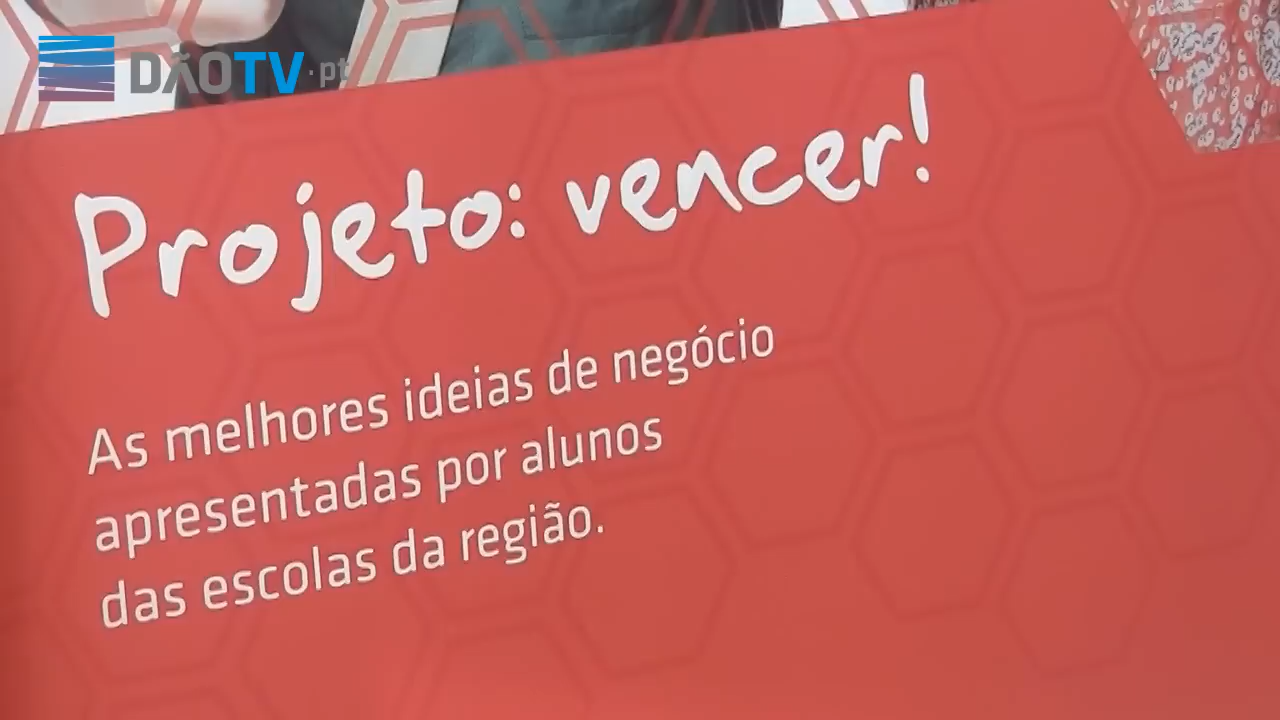 DÃOTV.pt
Projeto: vencer!
As melhores ideias de negócio
apresentadas por alunos
das escolas da região.